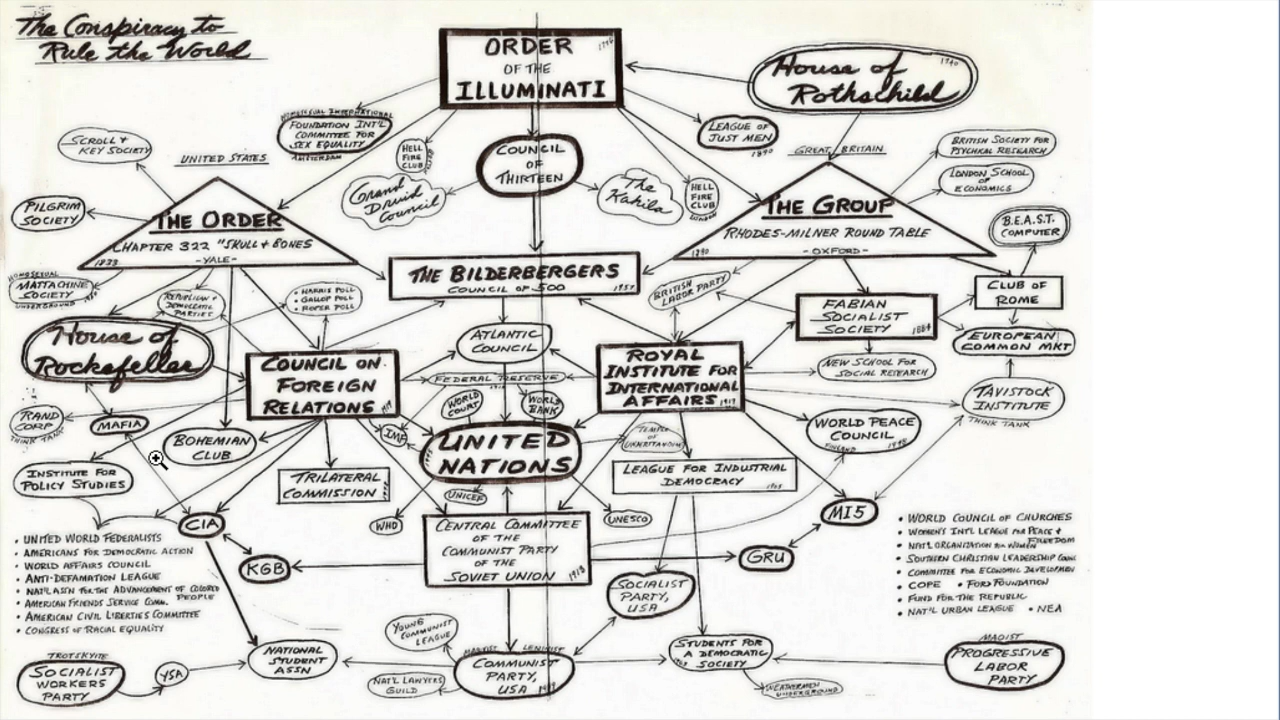 The Conspiracy to
Rule the World
ORDER
OF THE
ILLUMINATI
1776
House of
Rothschild
1740
HOMOSEXUAL INTERNATIONAL
FOUNDATION INT'L
COMMITTEE FOR
SEX EQUALITY
AMSTERDAM
SCROLL &
KEY SOCIETY
UNITED STATES
HELL
FIRE
CLUB
COUNCIL
OF
THIRTEEN
LEAGUE OF
JUST MEN
GREAT BRITAIN
BRITISH SOCIETY FOR
PSYCHICAL RESEARCH
LONDON SCHOOL
OF
ECONOMICS
PILGRIM
SOCIETY
Grand
Druid
Council
The
Kahila
HELL
FIRE
CLUB
LONDON
THE ORDER
CHAPTER 322 "SKULL & BONES
-YALE-
1833
THE GROUP
RHODES-MILNER ROUND TABLE
-OXFORD-
1890
B.E.A.S.T.
COMPUTER
HOMOSEXUAL
MATTACHINE
SOCIETY
UNDERGROUND
REPUBLICAN &
DEMOCRATIC
PARTIES
• HARRIS POLL
• GALLOP POLL
• ROPER POLL
THE BILDERBERGERS
COUNCIL OF 500
1957
BRITISH
LABOR PARTY
FABIAN
SOCIALIST
SOCIETY
1884
CLUB OF
ROME
House of
Rockefeller
ATLANTIC
COUNCIL
EUROPEAN
COMMON MKT
COUNCIL ON
FOREIGN
RELATIONS
1919
FEDERAL RESERVE
ROYAL
INSTITUTE FOR
INTERNATIONAL
AFFAIRS
1919
NEW SCHOOL FOR
SOCIAL RESEARCH
TAVISTOCK
INSTITUTE
THINK TANK
RAND
CORP
THINK TANK
MAFIA
WORLD
COURT
WORLD
BANK
BOHEMIAN
CLUB
IMF
UNITED
NATIONS
TEMPLE
OF
UNDERSTANDING
WORLD PEACE
COUNCIL
FINLAND
INSTITUTE FOR
POLICY STUDIES
TRILATERAL
COMMISSION
LEAGUE FOR INDUSTRIAL
DEMOCRACY
1905
UNICEF
CIA
WHO
CENTRAL COMMITTEE
OF THE
COMMUNIST PARTY
OF THE
SOVIET UNION
1918
UNESCO
MI5
• UNITED WORLD FEDERALISTS
• AMERICANS FOR DEMOCRATIC ACTION
• WORLD AFFAIRS COUNCIL
• ANTI-DEFAMATION LEAGUE
• NAT'L ASSN FOR THE ADVANCEMENT OF COLORED
PEOPLE
• AMERICAN FRIENDS SERVICE COMM.
• AMERICAN CIVIL LIBERTIES COMMITTEE
• CONGRESS OF RACIAL EQUALITY
KGB
GRU
• WORLD COUNCIL OF CHURCHES
• WOMEN'S INT'L LEAGUE FOR PEACE &
FREEDOM
• NAT'L ORGANIZATION FOR WOMEN
• SOUTHERN CHRISTIAN LEADERSHIP
• COMMITTEE FOR ECONOMIC DEVELOPMEN
• COPE • FORD FOUNDATION
• FUND FOR THE REPUBLIC
• NAT'L URBAN LEAGUE • NEA
SOCIALIST
PARTY,
USA
YOUNG
COMMUNIST
LEAGUE
NATIONAL
STUDENT
ASSN
STUDENTS FOR
A DEMOCRATIC
SOCIETY
MAOIST
PROGRESSIVE
LABOR
PARTY
TROTSKYITE
SOCIALIST
WORKERS
PARTY
YSA
NAT'L LAWYERS
GUILD
MARXIST LENINIST
COMMUNIST
PARTY, USA
WEATHERMEN
UNDERGROUND